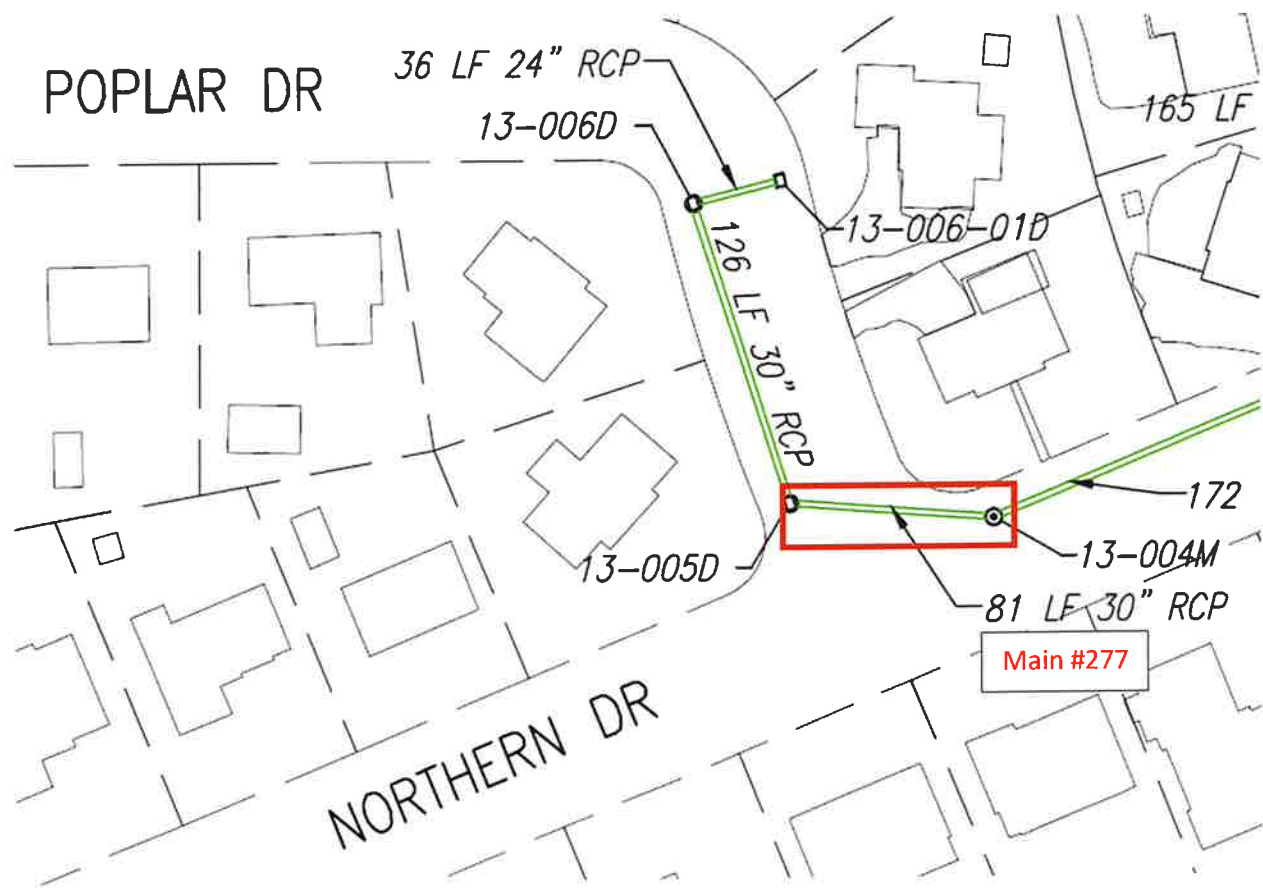 POPLAR DR
36 LF 24" RCP
13-006D
165 LF
13-006-01D
126 LF 30" RCP
172
13-005D
13-004M
81 LF 30" RCP
Main #277
NORTHERN DR